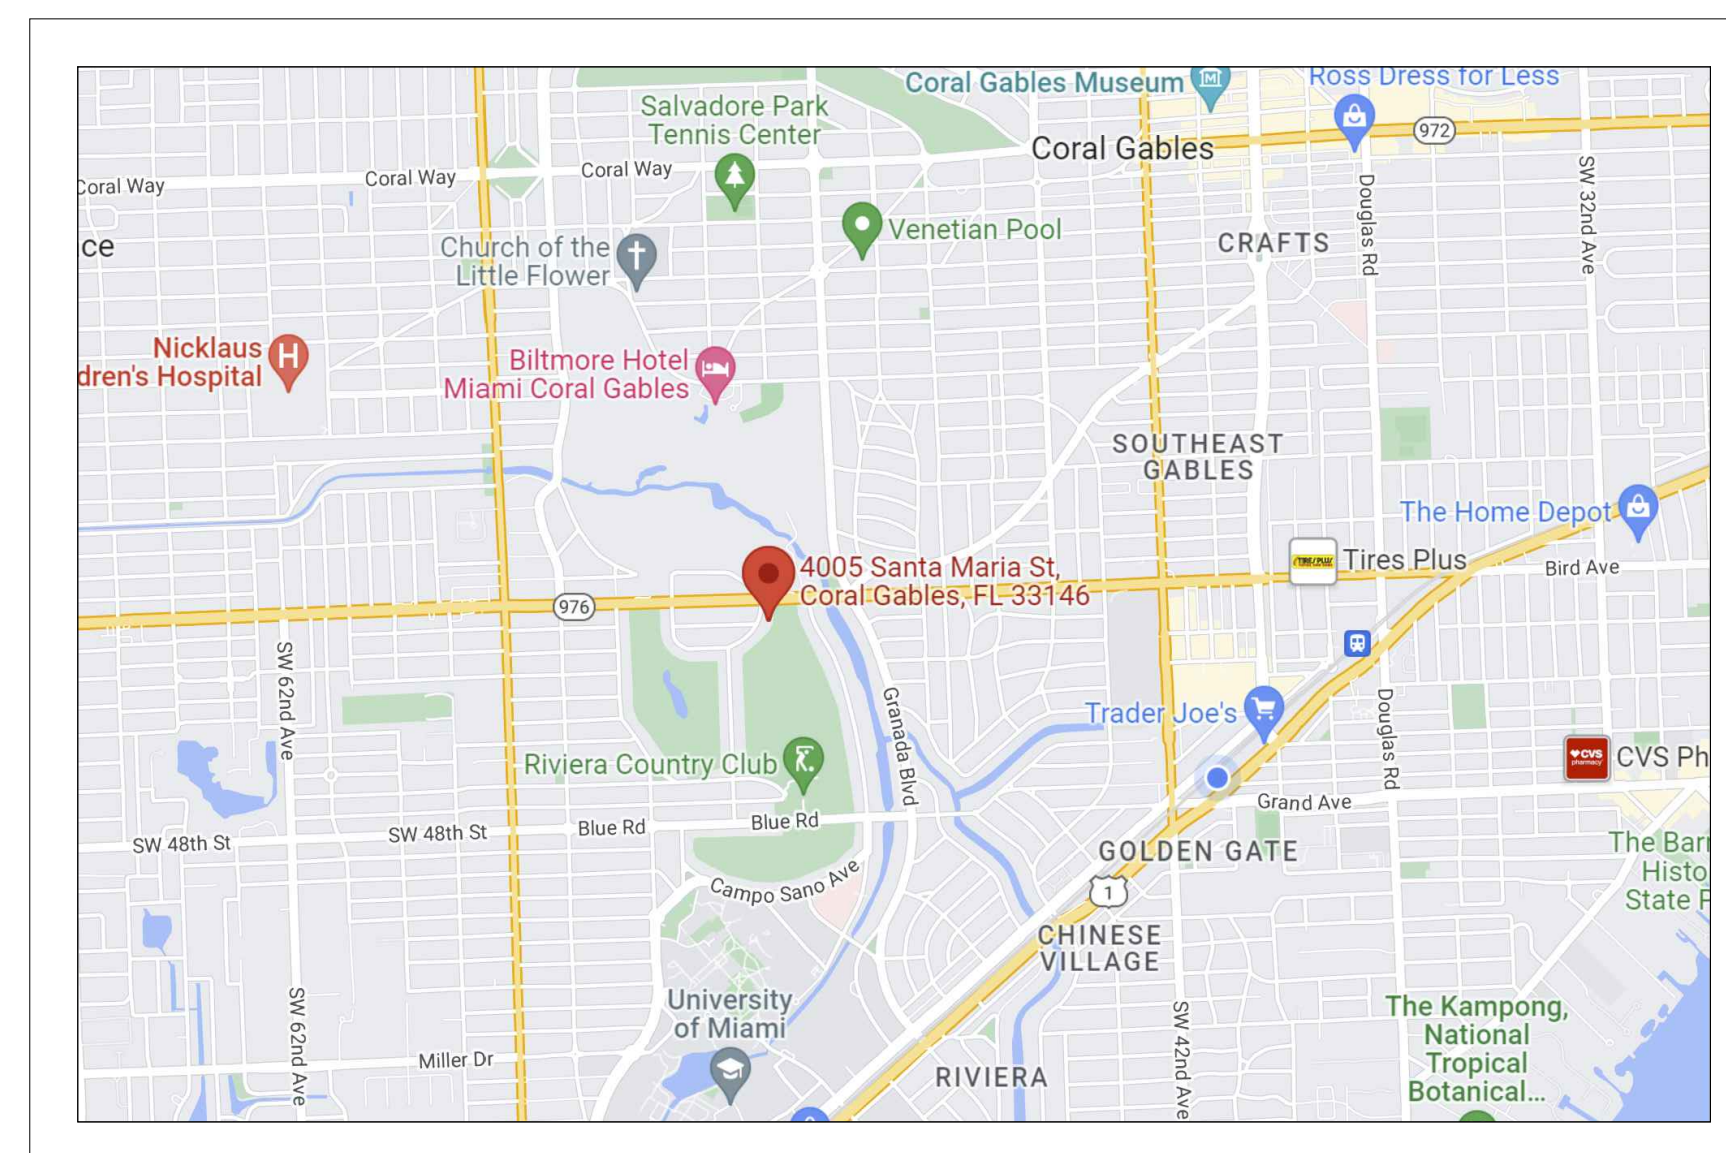 Coral Gables Museum
Ross Dress for Less
Salvadore Park
Tennis Center
972
Coral Gables
Coral Way
Coral Way
Coral Way
SW 32nd Ave
Douglas Rd
Venetian Pool
CRAFTS
ce
Church of the
Little Flower
Nicklaus
dren's Hospital
Biltmore Hotel
Miami Coral Gables
SOUTHEAST
GABLES
The Home Depot
TIRES PLUS
Tires Plus
Bird Ave
4005 Santa Maria St,
Coral Gables, FL 33146
976
SW 62nd Ave
Granada Blvd
Trader Joe's
Douglas Rd
CVS
pharmacy
CVS Ph
Riviera Country Club
Grand Ave
Blue Rd
Blue Rd
SW 48th St
SW 48th St
GOLDEN GATE
The Barn
Histo
State P
Campo Sano Ave
1
CHINESE
VILLAGE
University
of Miami
SW 62nd Ave
SW 42nd Ave
The Kampong,
National
Tropical
Botanical...
Miller Dr
RIVIERA